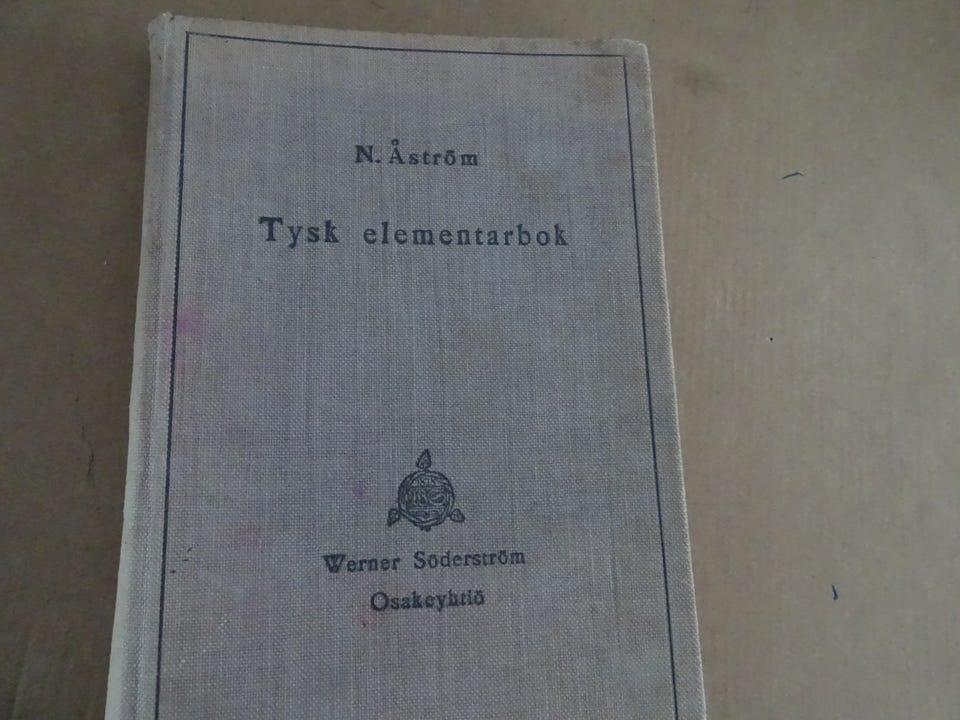 N. Åström
Tysk elementarbok
Werner Söderström
Osakeyhtiö